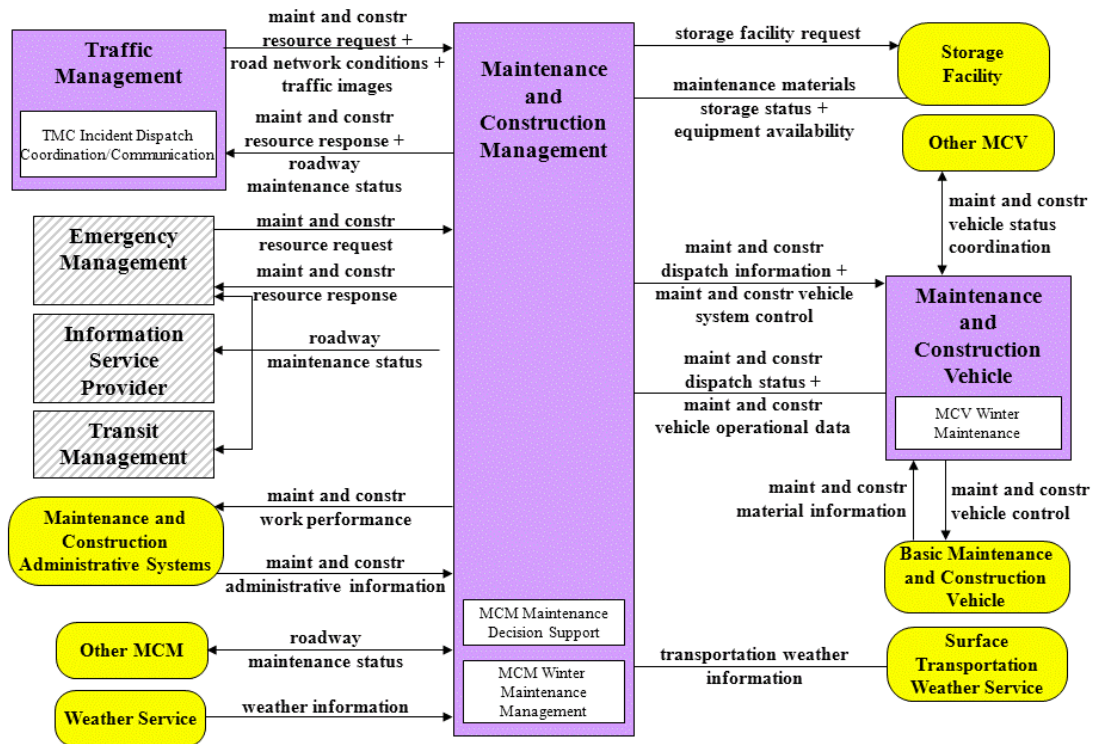 Traffic
Management
TMC Incident Dispatch
Coordination/Communication
maint and constr
resource request +
road network conditions +
traffic images
maint and constr
resource response +
roadway
maintenance status
Emergency
Management
maint and constr
resource request
maint and constr
resource response
Information
Service
Provider
roadway
maintenance status
Transit
Management
Maintenance and
Construction
Administrative Systems
maint and constr
work performance
maint and constr
administrative information
Other MCM
roadway
maintenance status
Weather Service
weather information
Maintenance
and
Construction
Management
MCM Maintenance
Decision Support
MCM Winter
Maintenance
Management
storage facility request
maintenance materials
storage status +
equipment availability
Storage
Facility
Other MCV
maint and constr
vehicle status
coordination
maint and constr
dispatch information +
maint and constr vehicle
system control
maint and constr
dispatch status +
maint and constr
vehicle operational data
Maintenance
and
Construction
Vehicle
MCV Winter
Maintenance
maint and constr
material information
maint and constr
vehicle control
Basic Maintenance
and Construction
Vehicle
transportation weather
information
Surface
Transportation
Weather Service